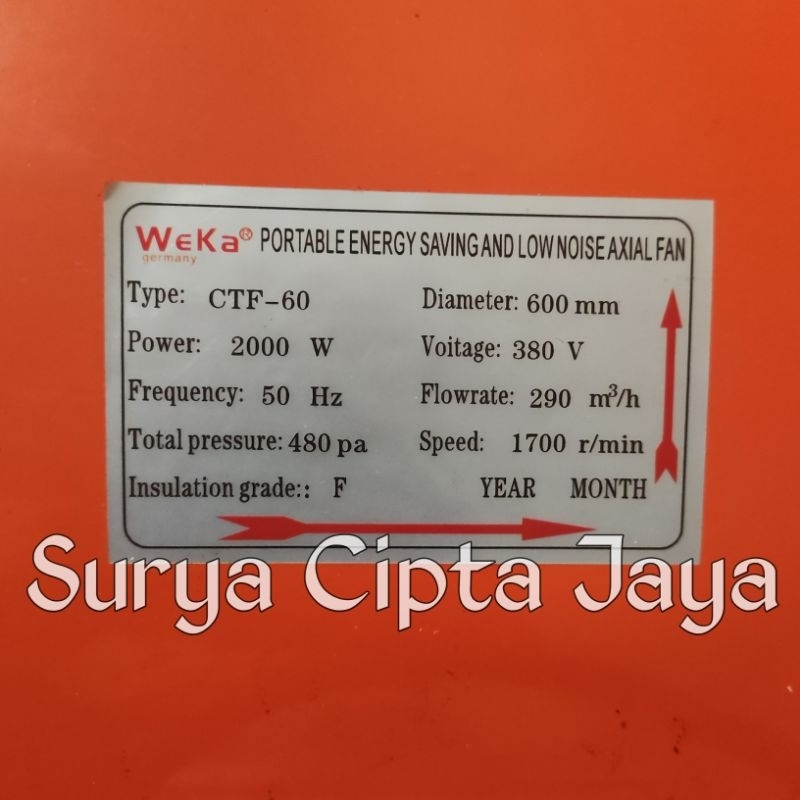 WEKa® PORTABLE ENERGY SAVING AND LOW NOISE AXIAL FAN
germany
Type: CTF-60 Diameter: 600 mm
Power: 2000 W Voitage: 380 V
Frequency: 50 Hz Flowrate: 290 m³/h
Total pressure: 480 pa Speed: 1700 r/min
Insulation grade:: F YEAR MONTH
Surya Cipta Jaya